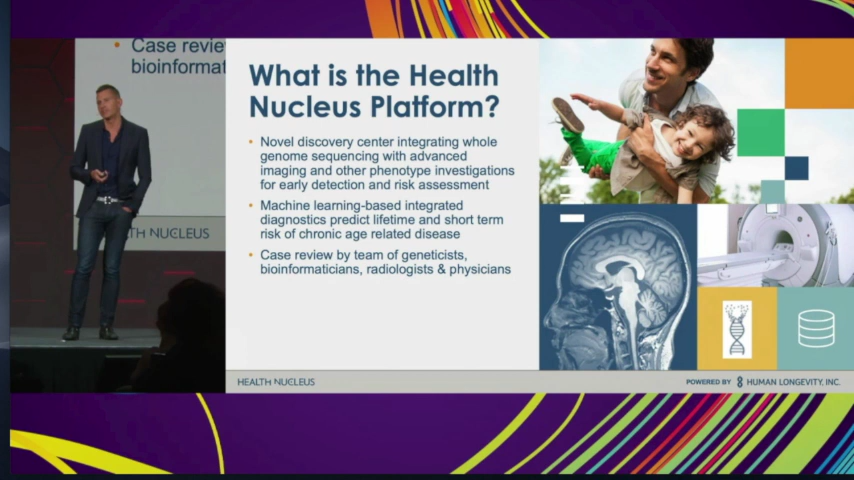 Case review
bioinformat
TH NUCLEUS
What is the Health
Nucleus Platform?
• Novel discovery center integrating whole
genome sequencing with advanced
imaging and other phenotype investigations
for early detection and risk assessment
• Machine learning-based integrated
diagnostics predict lifetime and short term
risk of chronic age related disease
• Case review by team of geneticists,
bioinformaticians, radiologists & physicians
HEALTH NUCLEUS
POWERED BY HUMAN LONGEVITY, INC.